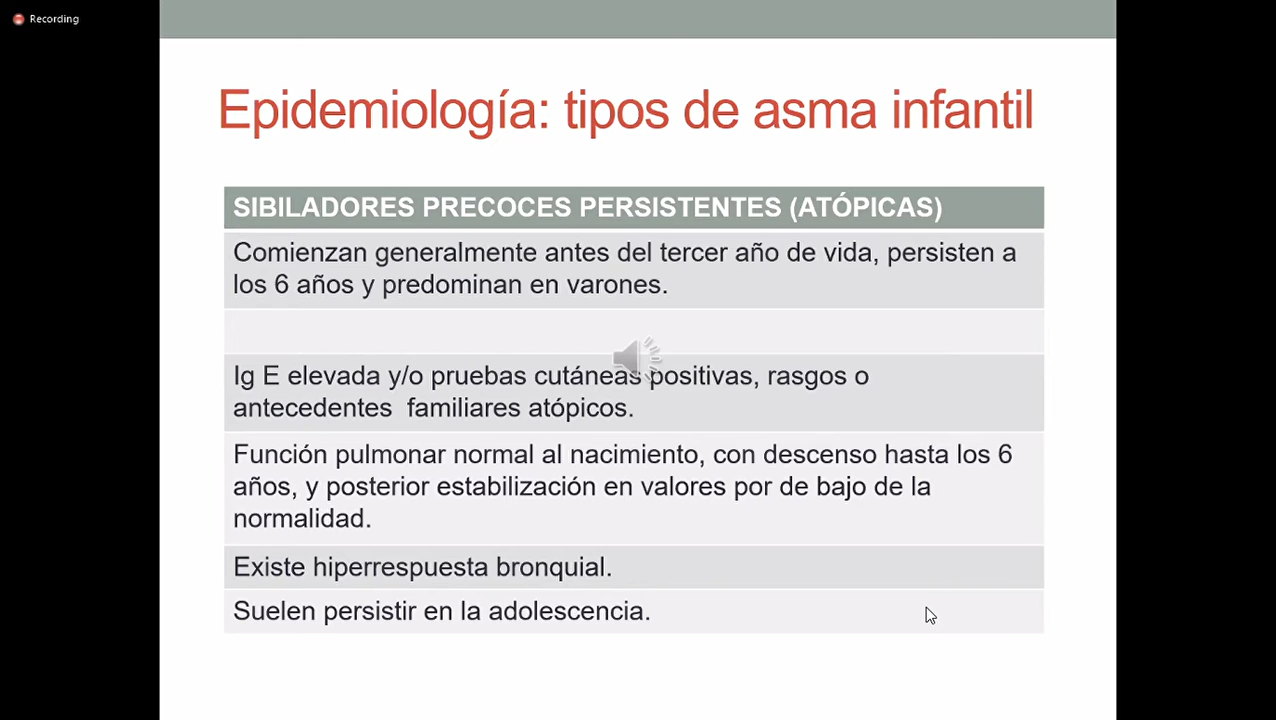 Recording
Epidemiología: tipos de asma infantil
SIBILADORES PRECOCES PERSISTENTES (ATÓPICAS)
Comienzan generalmente antes del tercer año de vida, persisten a
los 6 años y predominan en varones.
Ig E elevada y/o pruebas cutáneas positivas, rasgos o
antecedentes familiares atópicos.
Función pulmonar normal al nacimiento, con descenso hasta los 6
años, y posterior estabilización en valores por de bajo de la
normalidad.
Existe hiperrespuesta bronquial.
Suelen persistir en la adolescencia.